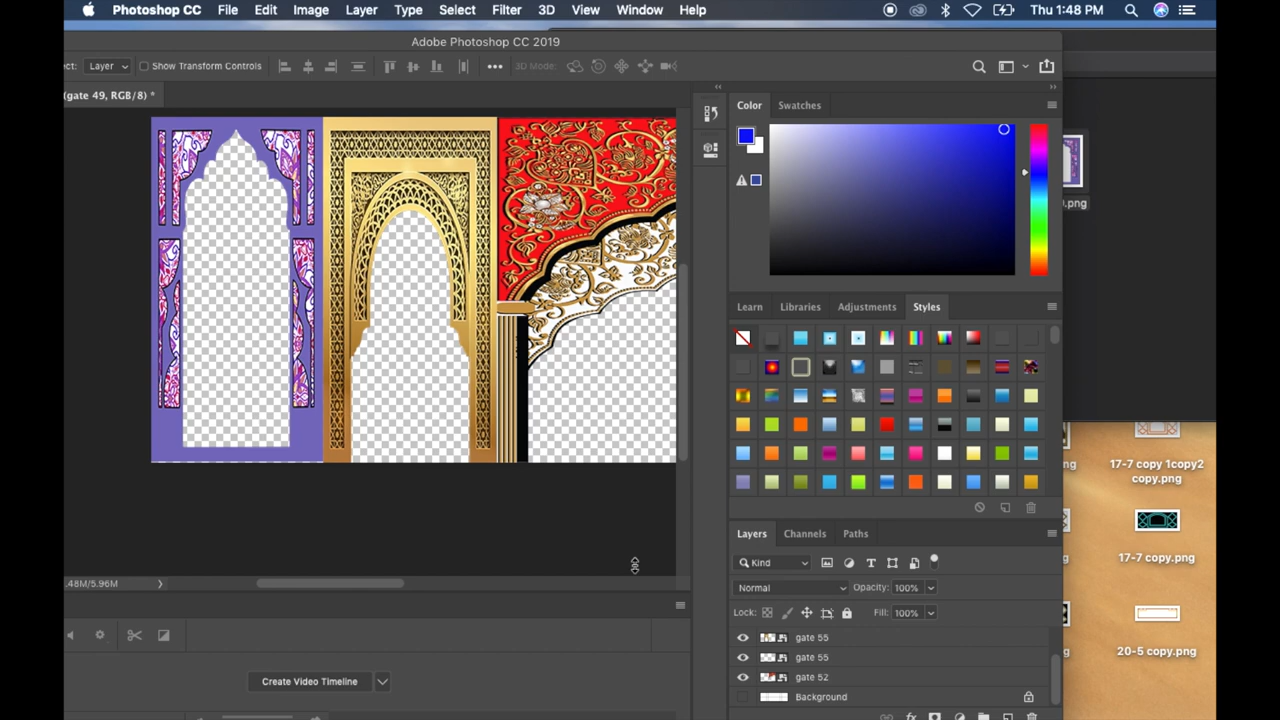 Photoshop CC File Edit Image Layer Type Select Filter 3D View Window Help Thu 1:48 PM
Adobe Photoshop CC 2019
ect: Layer Show Transform Controls 3D Mode:
(gate 49, RGB/8) *
Color Swatches
).png
Learn Libraries Adjustments Styles
ng 17-7 copy 1copy2
copy.png
Layers Channels Paths
Kind
17-7 copy.png
Normal Opacity: 100%
.48M/5.96M
Lock: Fill: 100%
gate 55
gate 55
20-5 copy.png
gate 52
Create Video Timeline
Background